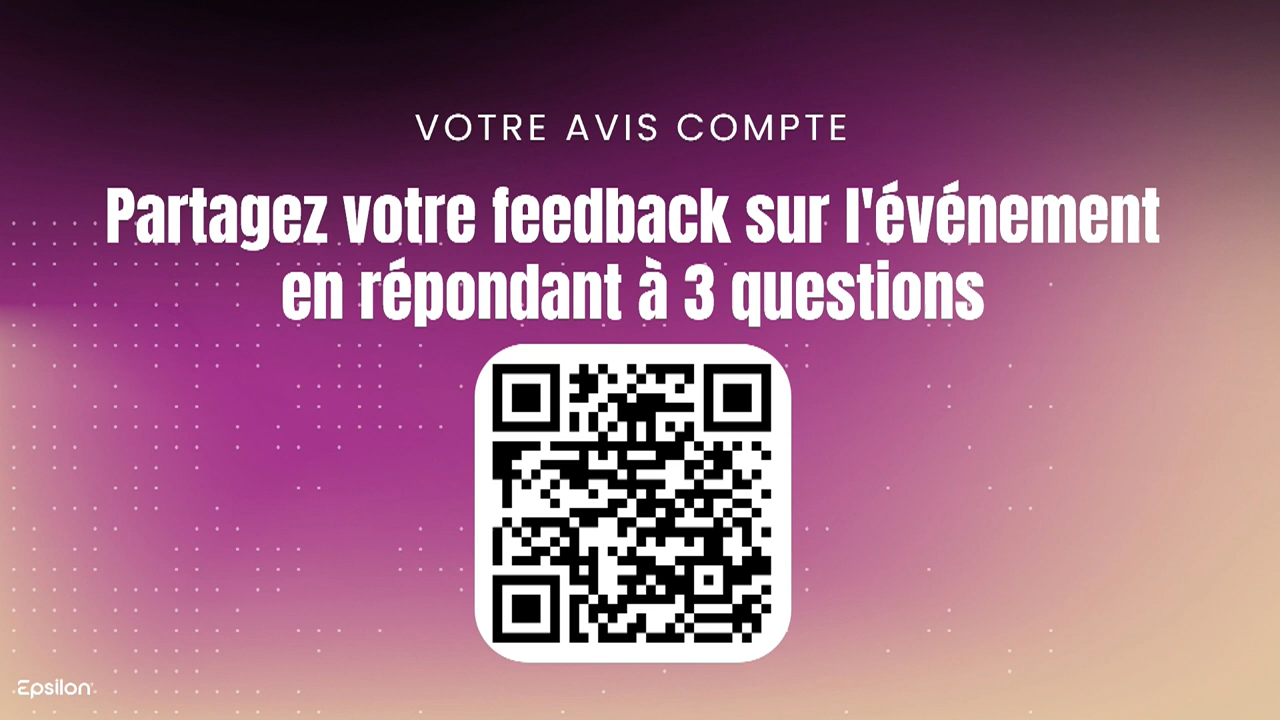 VOTRE AVIS COMPTE
Partagez votre feedback sur l'événement
en répondant à 3 questions
Epsilon